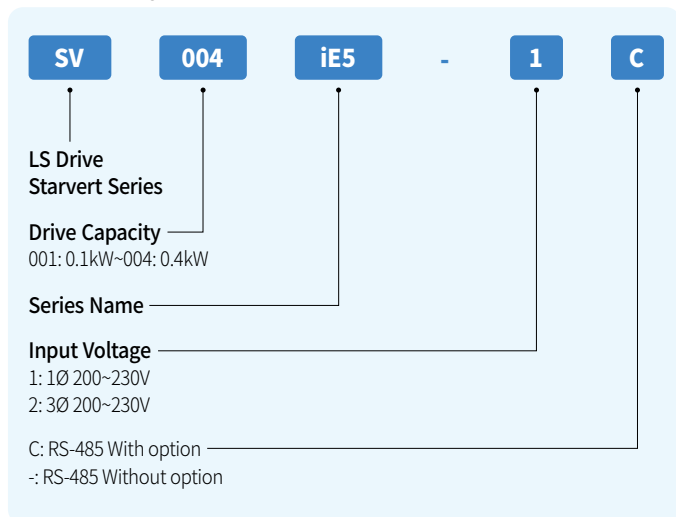 SV 004 iE5 - 1 C
LS Drive
Starvert Series
Drive Capacity
001: 0.1kW~004: 0.4kW
Series Name
Input Voltage
1: 1Ø 200~230V
2: 3Ø 200~230V
C: RS-485 With option
-: RS-485 Without option